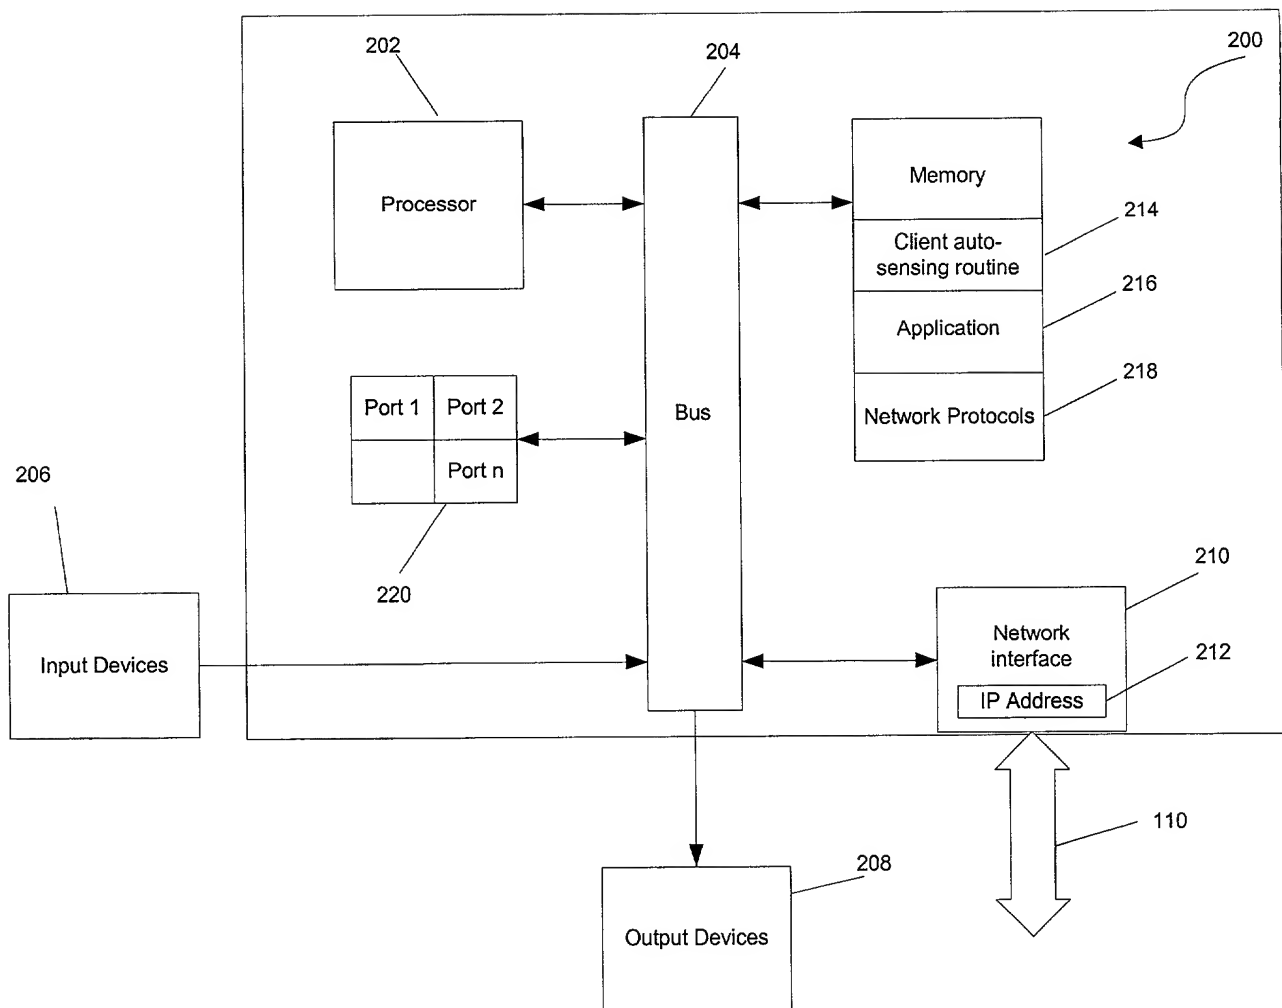 200
202
204
Processor
Memory
214
Client auto-
sensing routine
216
Application
218
Network Protocols
Port 1
Port 2
Port n
Bus
220
206
Input Devices
210
Network
interface
212
IP Address
110
208
Output Devices